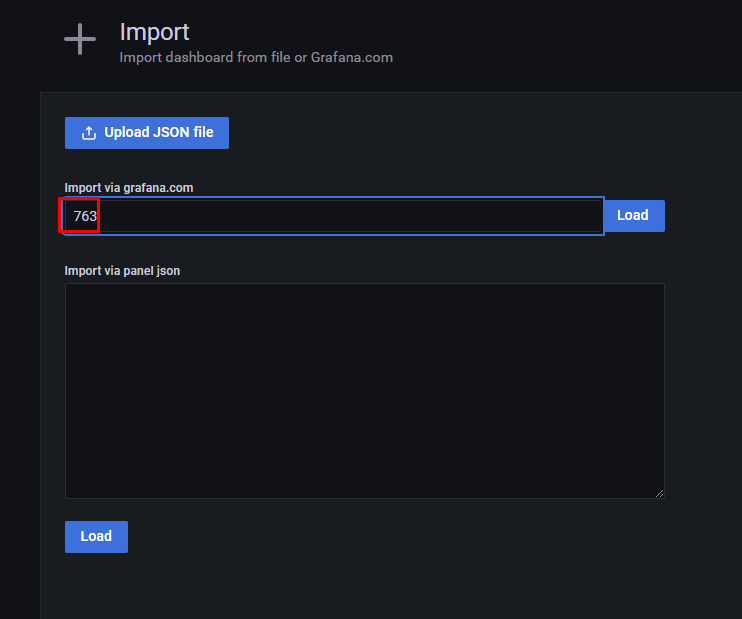 Import
Import dashboard from file or Grafana.com
Upload JSON file
Import via grafana.com
763
Load
Import via panel json
Load